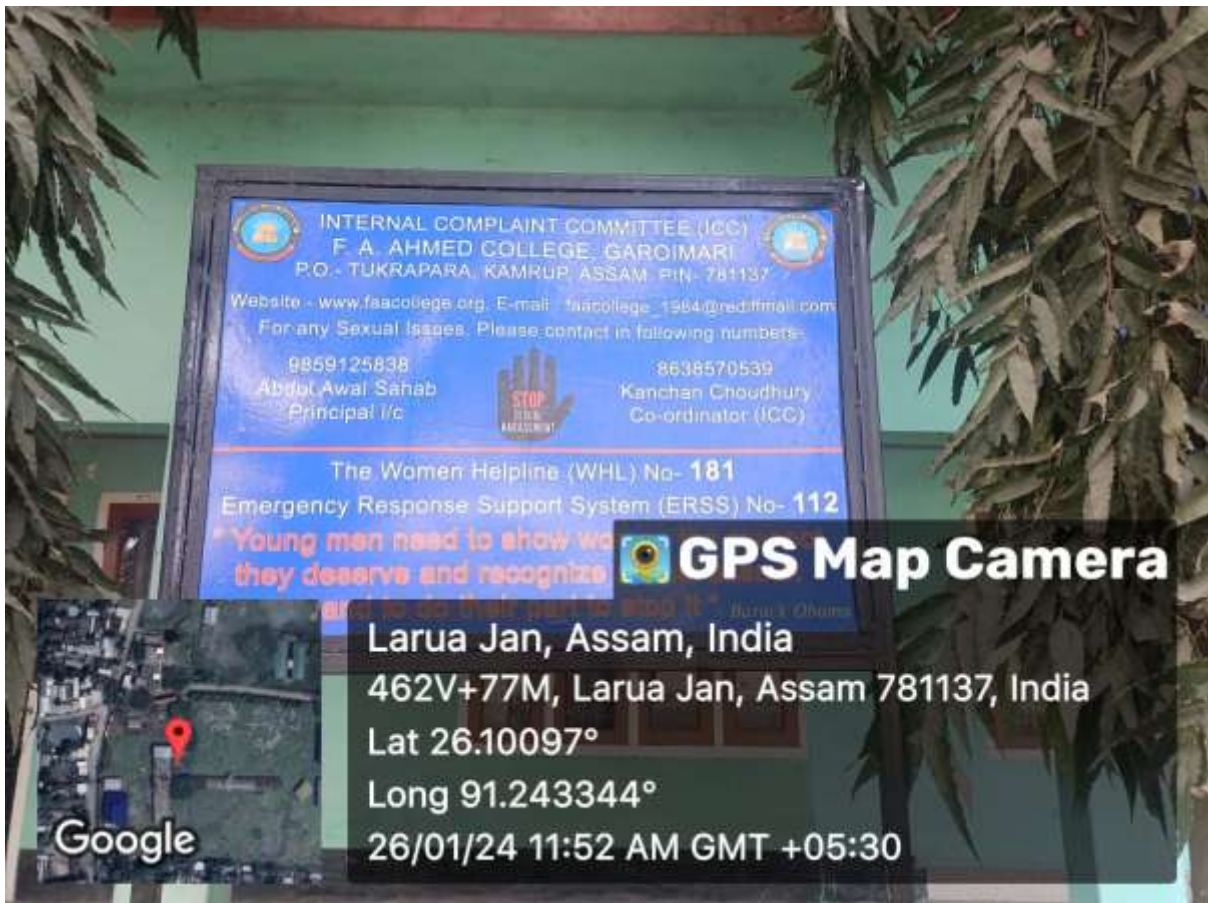 INTERNAL COMPLAINT COMMITTEE (ICC)
F. A. AHMED COLLEGE, GAROIMARI
P.O.- TUKRAPARA, KAMRUP, ASSAM, PIN- 781137
Website - www.faacollege.org. E-mail : faacollege_1984@rediffmail.com
For any Sexual Issues, Please contact in following numbers-
9859125838
Abdul Awal Sahab
Principal i/c
STOP
HARASSMENT
8638570539
Kanchan Choudhury
Co-ordinator (ICC)
The Women Helpline (WHL) No- 181
Emergency Response Support System (ERSS) No- 112
"Young men need to show
they deserve and recognize
and to do their part to stop it" - Barack Obama
GPS Map Camera
Larua Jan, Assam, India
462V+77M, Larua Jan, Assam 781137, India
Lat 26.10097°
Long 91.243344°
26/01/24 11:52 AM GMT +05:30
Google